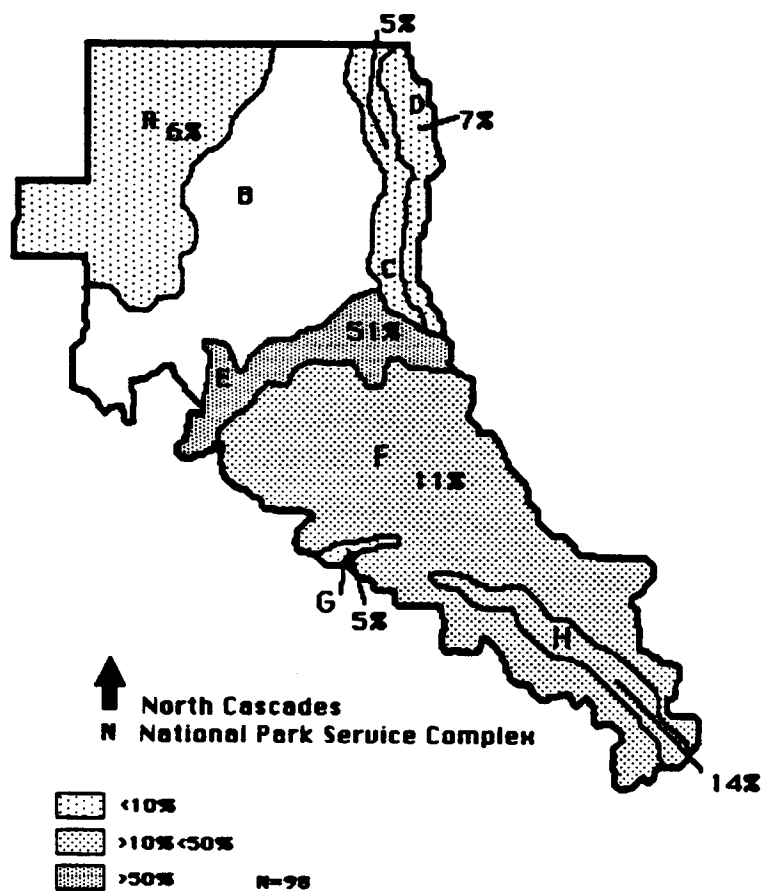 5%
D
7%
A 6%
B
C
51%
E
F
11%
G
5%
H
North Cascades
N National Park Service Complex
14%
<10%
>10%<50%
>50% N=98